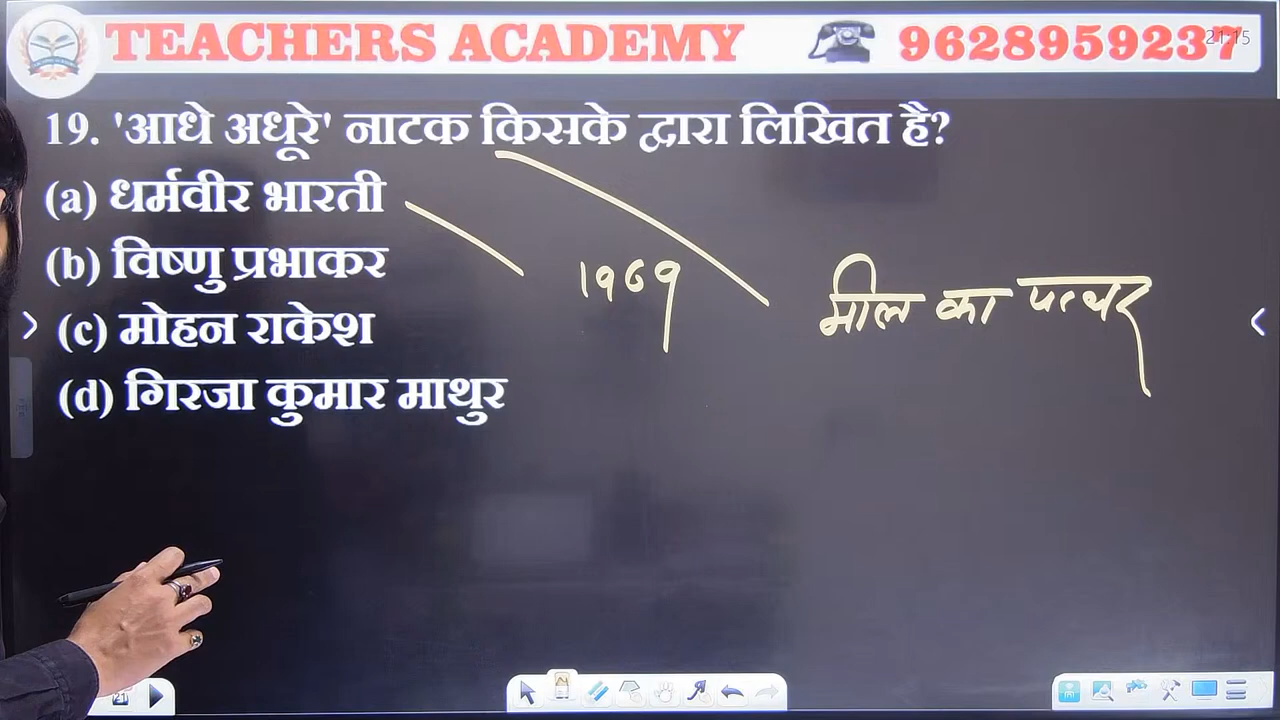 TEACHERS ACADEMY 9628959237
21:15
19. 'आधे अधूरे' नाटक किसके द्वारा लिखित है?
(a) धर्मवीर भारती
(b) विष्णु प्रभाकर
(c) मोहन राकेश
(d) गिरजा कुमार माथुर
1969
मील का पत्थर
21